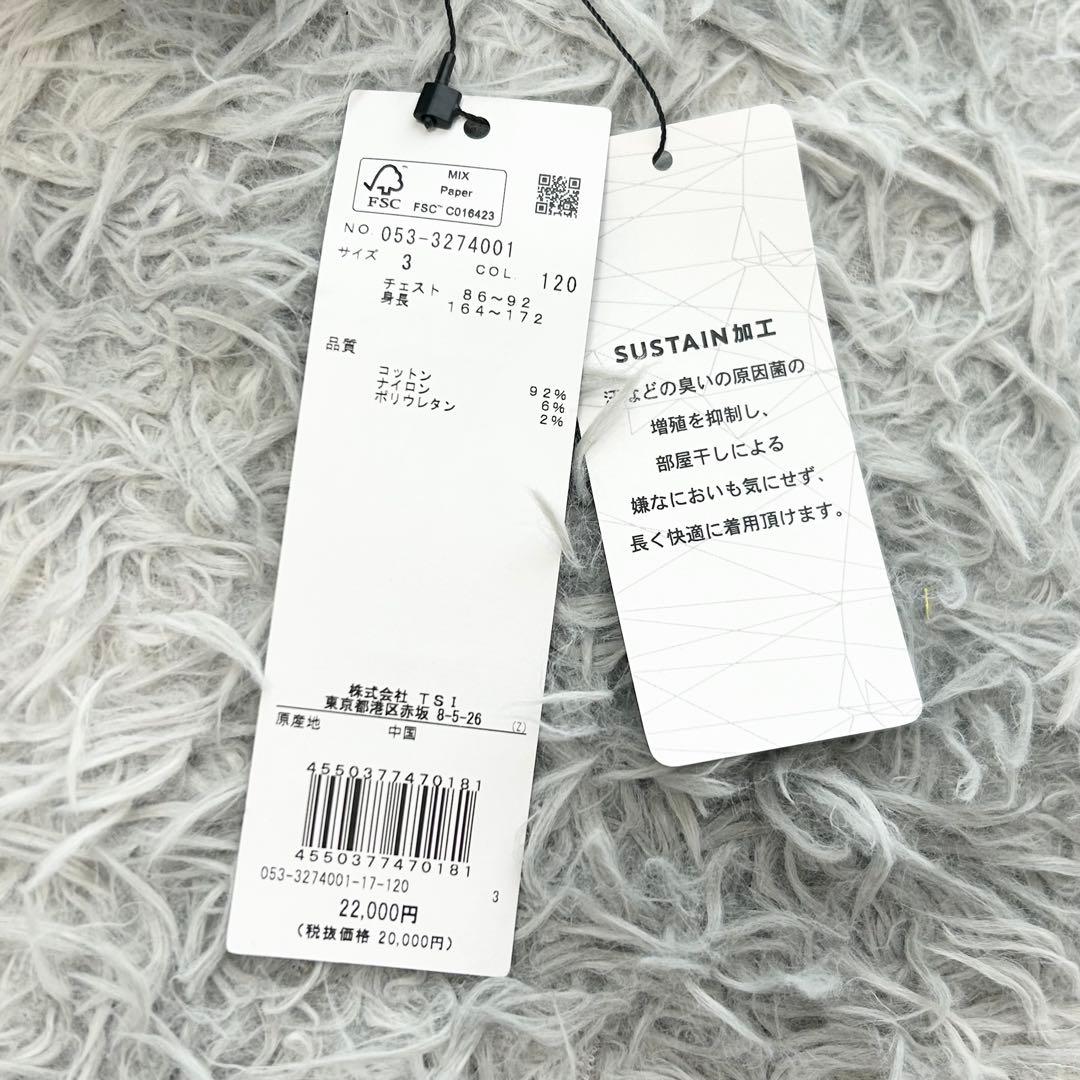 FSC™
MIX
Paper
FSC™ C016423
NO. 053-3274001
サイズ 3 COL. 120
チェスト 86~92
身長 164~172
品質
コットン 92%
ナイロン 6%
ポリウレタン 2%
株式会社 TSI
東京都港区赤坂 8-5-26 (Z)
原産地 中国
4550377470181
4550377470181
053-3274001-17-120 3
22,000円
(税抜価格 20,000円)
SUSTAIN加工
などの臭いの原因菌の
増殖を抑制し、
部屋干しによる
嫌なにおいも気にせず、
長く快適に着用頂けます。